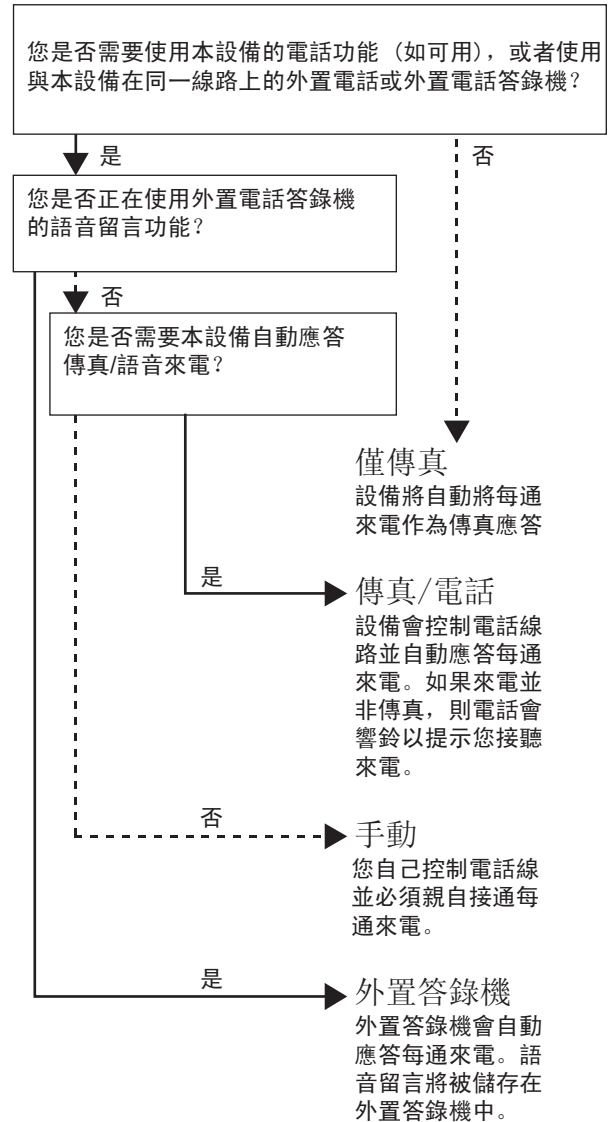 您是否需要使用本設備的電話功能（如可用），或者使用
與本設備在同一線路上的外置電話或外置電話答錄機？
是
否
您是否正在使用外置電話答錄機
的語音留言功能？
否
您是否需要本設備自動應答
傳真/語音來電？
僅傳真
設備將自動將每通
來電作為傳真應答
是
傳真/電話
設備會控制電話線
路並自動應答每通
來電。如果來電並
非傳真，則電話會
響鈴以提示您接聽
來電。
否
手動
您自己控制電話線
並必須親自接通每
通來電。
是
外置答錄機
外置答錄機會自動
應答每通來電。語
音留言將被儲存在
外置答錄機中。